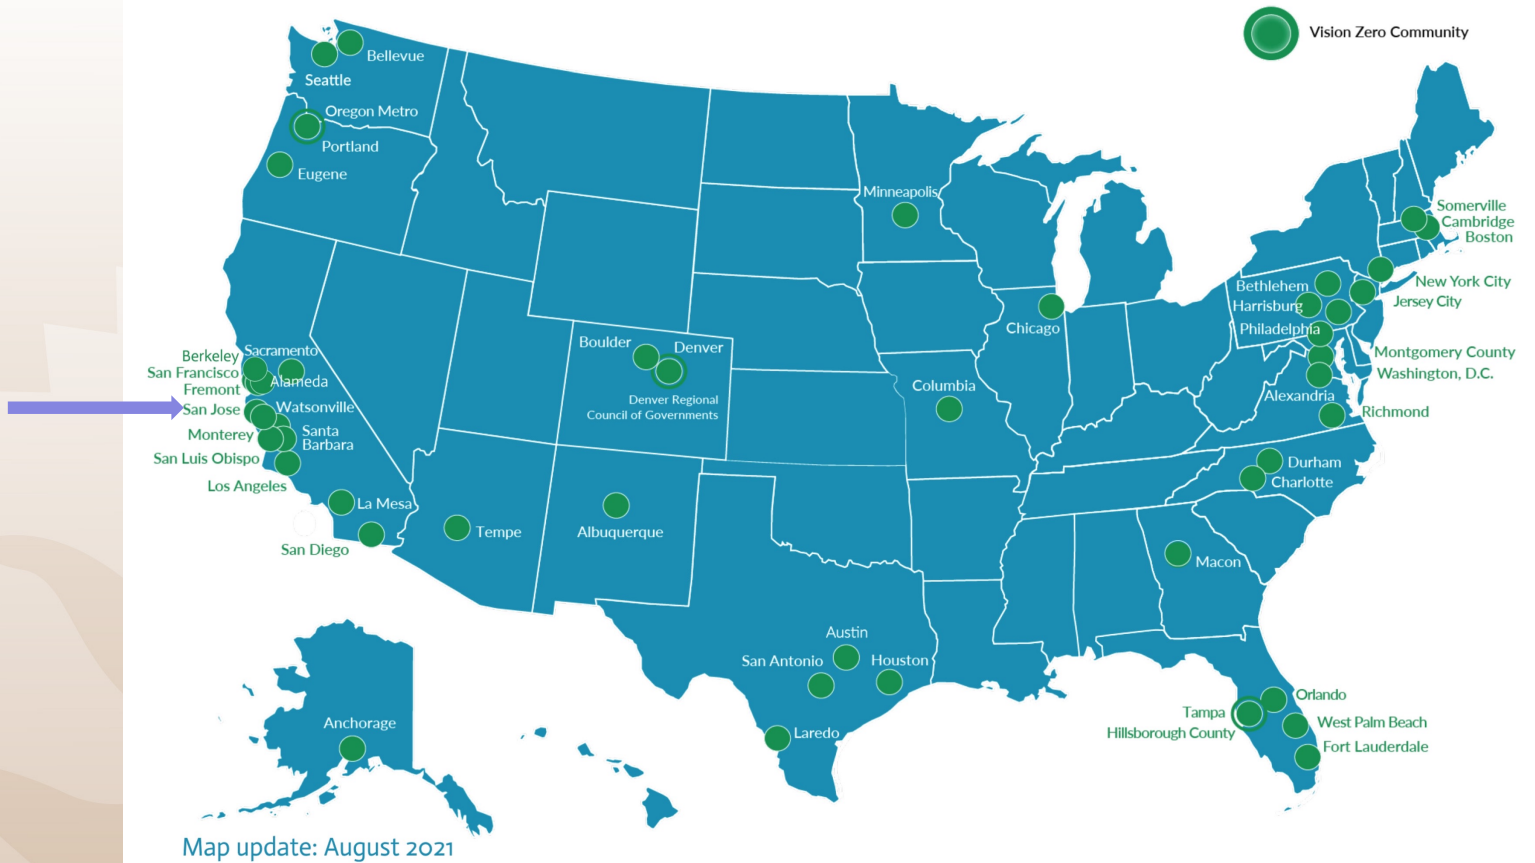 Vision Zero Community
Bellevue
Seattle
Oregon Metro
Portland
Eugene
Minneapolis
Somerville
Cambridge
Boston
New York City
Jersey City
Bethlehem
Harrisburg
Philadelphia
Montgomery County
Washington, D.C.
Alexandria
Richmond
Chicago
Columbia
Boulder
Denver
Denver Regional
Council of Governments
Sacramento
Berkeley
San Francisco
Alameda
Fremont
San Jose
Watsonville
Monterey
Santa
Barbara
San Luis Obispo
Los Angeles
La Mesa
San Diego
Tempe
Albuquerque
Durham
Charlotte
Macon
Austin
San Antonio
Houston
Laredo
Orlando
Tampa
Hillsborough County
West Palm Beach
Fort Lauderdale
Anchorage
Map update: August 2021